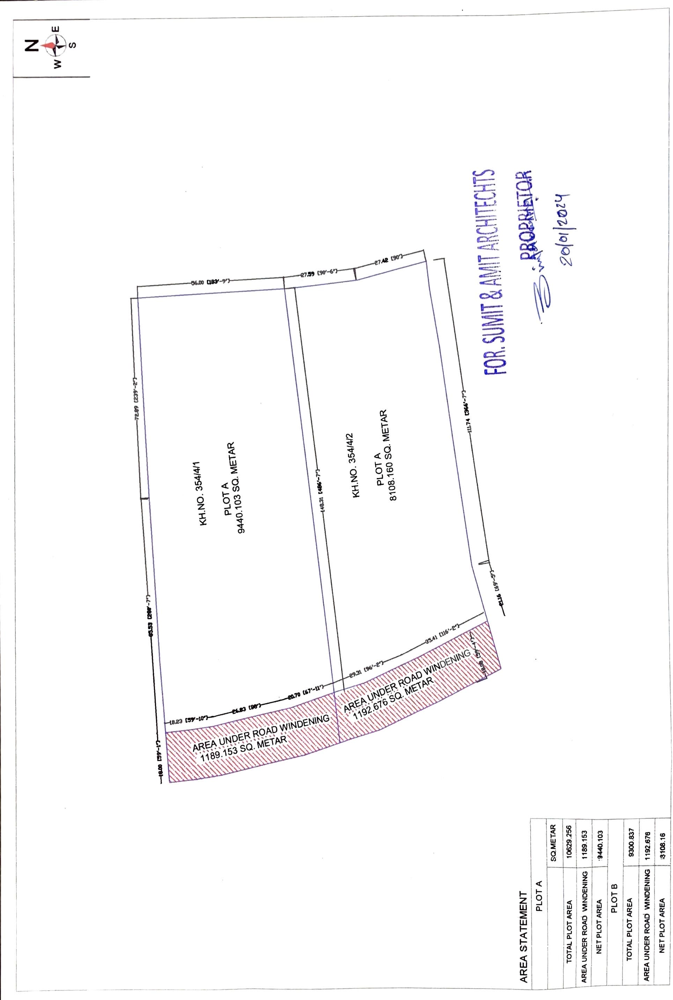 N
W E
S
56.00 [183'-9"]
27.59 [90'-6"]
27.42 [90']
72.89 [239'-2"]
85.53 [280'-7"]
18.00 [59'-1"]
148.31 [486'-7"]
111.74 [366'-7"]
21.16 [69'-5"]
KH.NO. 354/4/1
PLOT A
9440.103 SQ. METAR
KH.NO. 354/4/2
PLOT A
8108.160 SQ. METAR
18.23 [59'-10"]
26.83 [88']
20.70 [67'-11"]
29.31 [96'-2"]
35.41 [116'-2"]
18.08 [59'-4"]
AREA UNDER ROAD WINDENING
1189.153 SQ. METAR
AREA UNDER ROAD WINDENING
1192.676 SQ. METAR
FOR. SUMIT & AMIT ARCHITECHTS
PROPRIETOR
20/01/2024
AREA STATEMENT
PLOT A
SQ.METAR
TOTAL PLOT AREA 10629.256
AREA UNDER ROAD WINDENING 1189.153
NET PLOT AREA 9440.103
PLOT B
TOTAL PLOT AREA 9300.837
AREA UNDER ROAD WINDENING 1192.676
NET PLOT AREA 8108.16